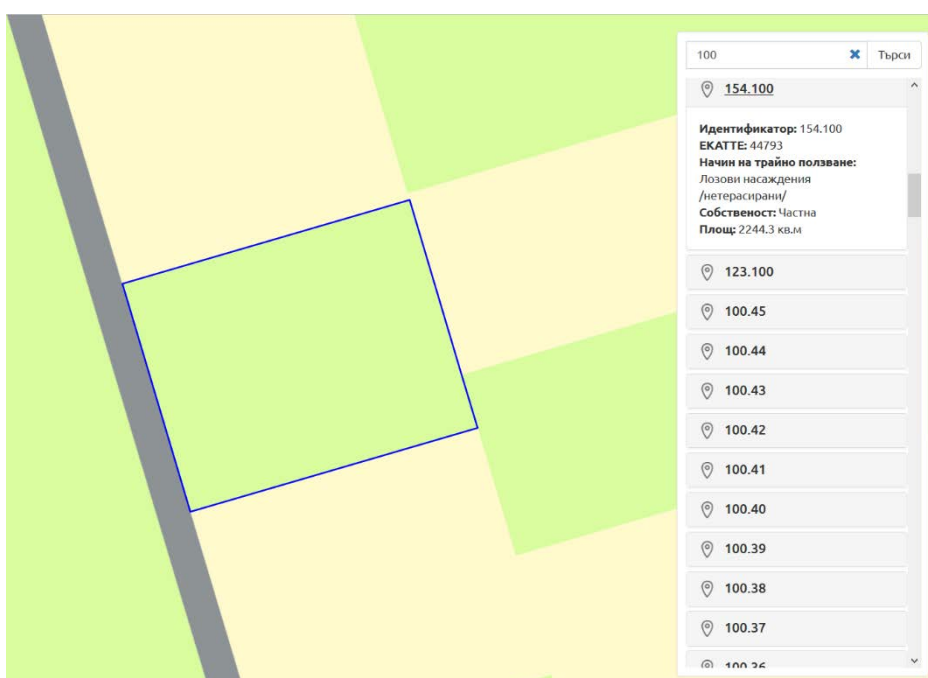 100 Търси
154.100
Идентификатор: 154.100
ЕКАТТЕ: 44793
Начин на трайно ползване:
Лозови насаждения
/нетерасирани/
Собственост: Частна
Площ: 2244.3 кв.м
123.100
100.45
100.44
100.43
100.42
100.41
100.40
100.39
100.38
100.37
100.36